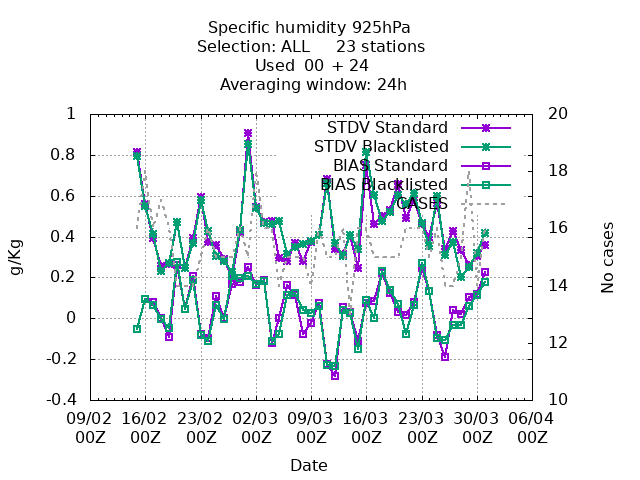 Specific humidity 925hPa
Selection: ALL 23 stations
Used 00 + 24
Averaging window: 24h
STDV Standard
STDV Blacklisted
BIAS Standard
BIAS Blacklisted
CASES
1
0.8
0.6
0.4
0.2
0
-0.2
-0.4
g/Kg
20
18
16
14
12
10
No cases
09/02 16/02 23/02 02/03 09/03 16/03 23/03 30/03 06/04
00Z 00Z 00Z 00Z 00Z 00Z 00Z 00Z 00Z
Date